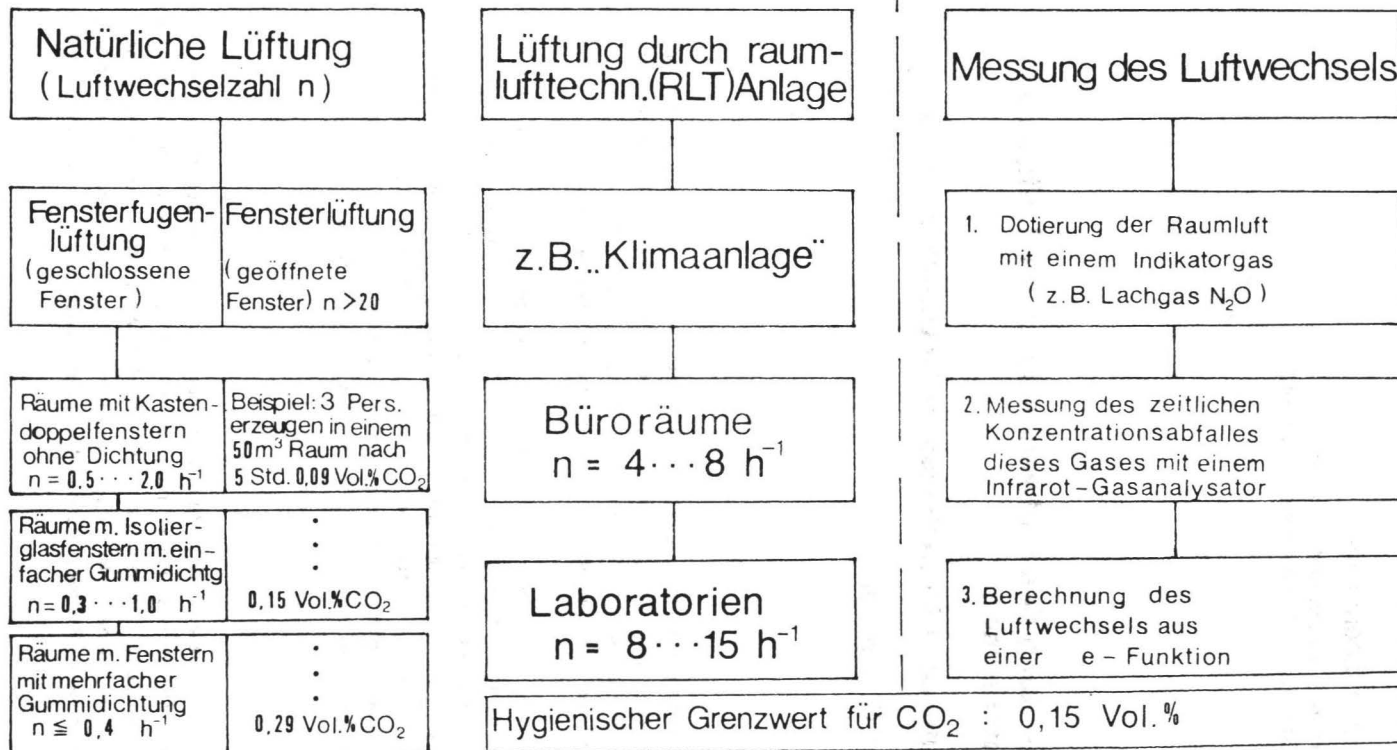 Natürliche Lüftung
(Luftwechselzahl n)
Fensterfugen-
lüftung
(geschlossene
Fenster)
Fensterlüftung
(geöffnete
Fenster) n >20
Räume mit Kasten-
doppelfenstern
ohne Dichtung
n = 0,5 ··· 2,0 h⁻¹
Beispiel: 3 Pers.
erzeugen in einem
50m³ Raum nach
5 Std. 0,09 Vol.% CO₂
Räume m. Isolier-
glasfenstern m. ein-
facher Gummidichtg
n = 0,3 ··· 1,0 h⁻¹
0,15 Vol.% CO₂
Räume m. Fenstern
mit mehrfacher
Gummidichtung
n ≦ 0,4 h⁻¹
0,29 Vol.% CO₂
Lüftung durch raum-
lufttechn.(RLT)Anlage
z.B. „Klimaanlage"
Büroräume
n = 4 ··· 8 h⁻¹
Laboratorien
n = 8 ··· 15 h⁻¹
Messung des Luftwechsels
1. Dotierung der Raumluft
mit einem Indikatorgas
(z.B. Lachgas N₂O)
2. Messung des zeitlichen
Konzentrationsabfalles
dieses Gases mit einem
Infrarot-Gasanalysator
3. Berechnung des
Luftwechsels aus
einer e-Funktion
Hygienischer Grenzwert für CO₂ : 0,15 Vol.%